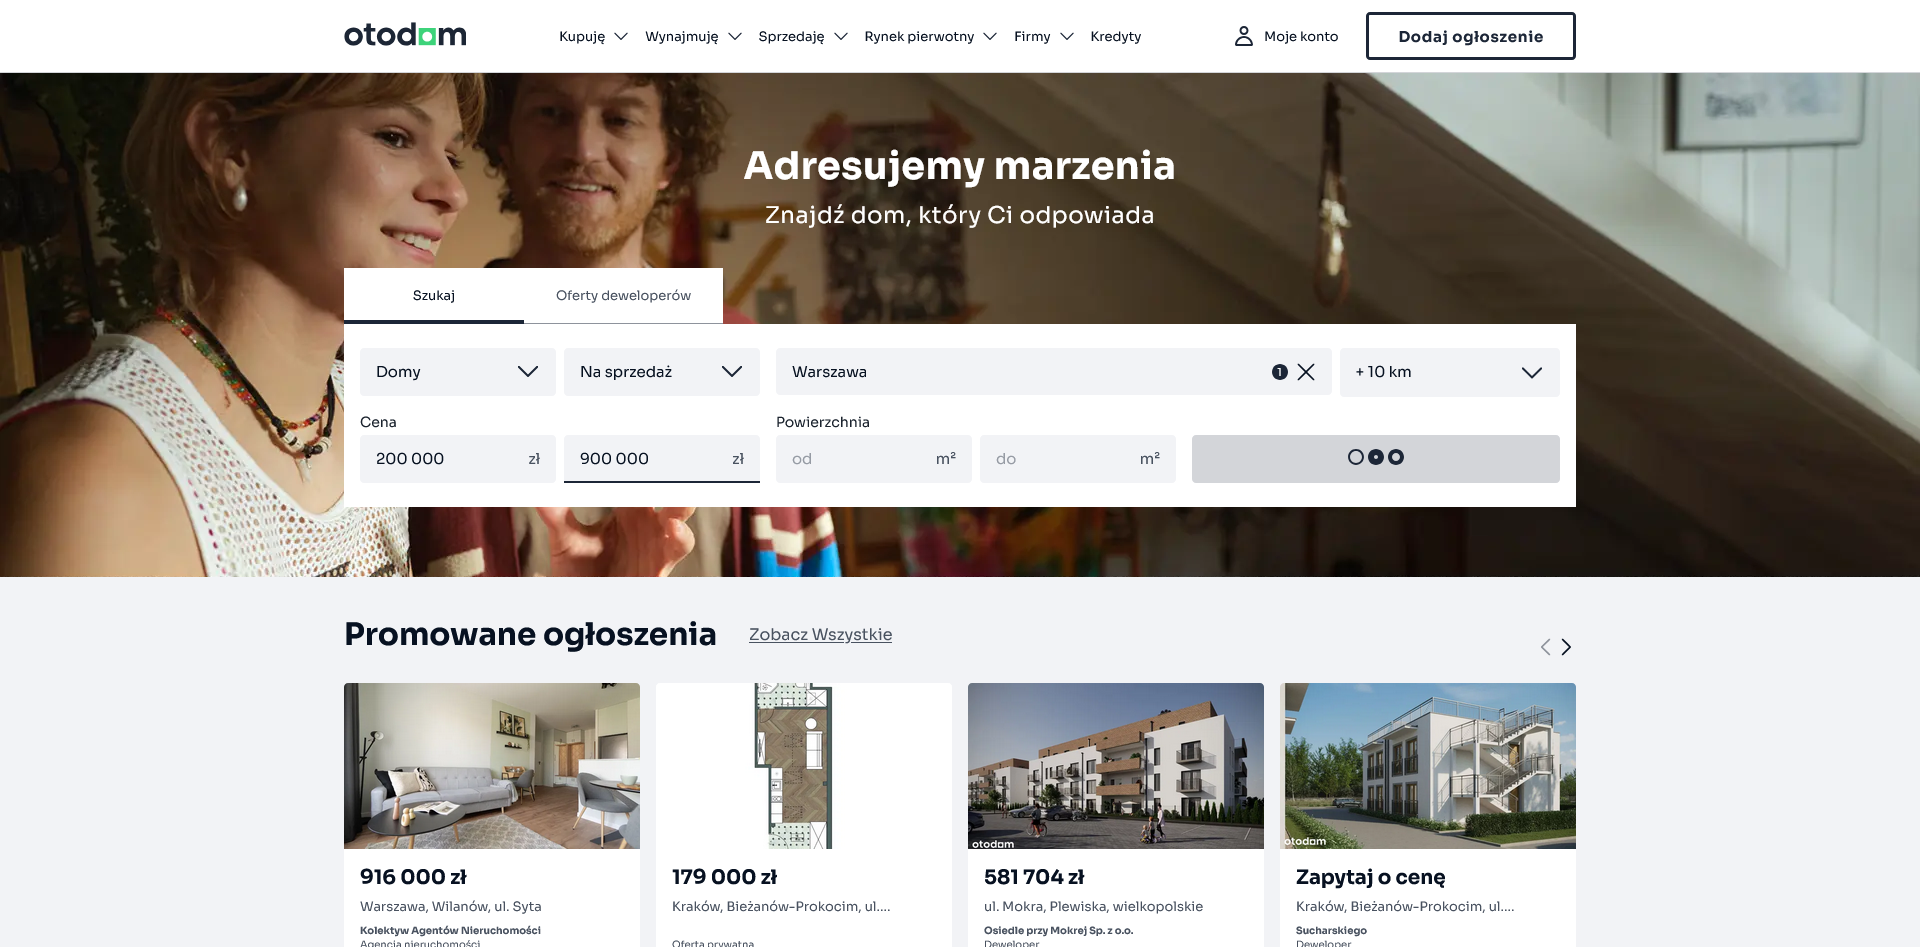 otodom
Kupuję
Wynajmuję
Sprzedaję
Rynek pierwotny
Firmy
Kredyty
Moje konto
Dodaj ogłoszenie
Adresujemy marzenia
Znajdź dom, który Ci odpowiada
Szukaj
Oferty deweloperów
Domy
Na sprzedaż
Warszawa
1
+ 10 km
Cena
Powierzchnia
200 000 zł
900 000 zł
od m²
do m²
Promowane ogłoszenia
Zobacz Wszystkie
otodom
otodom
916 000 zł
Warszawa, Wilanów, ul. Syta
Kolektyw Agentów Nieruchomości
Agencja nieruchomości
179 000 zł
Kraków, Bieżanów-Prokocim, ul....
Oferta prywatna
581 704 zł
ul. Mokra, Plewiska, wielkopolskie
Osiedle przy Mokrej Sp. z o.o.
Deweloper
Zapytaj o cenę
Kraków, Bieżanów-Prokocim, ul....
Sucharskiego
Deweloper